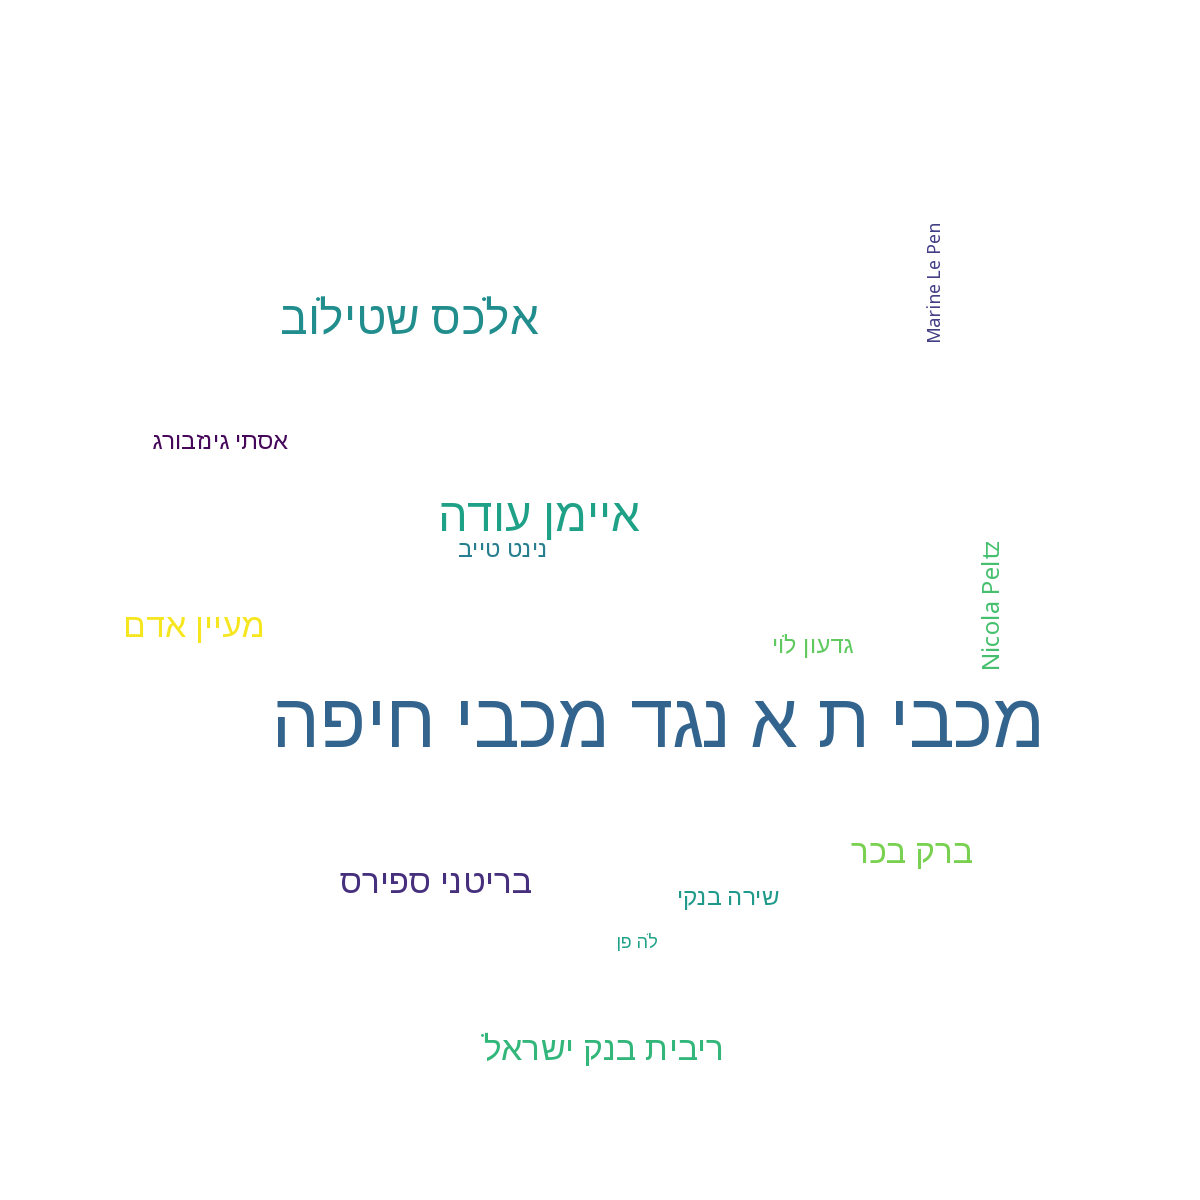 Marine Le Pen
אלכס שטילוב
אסתי גינזבורג
איימן עודה
נינט טייב
Nicola Peltz
מעיין אדם
גדעון לוי
מכבי ת א נגד מכבי חיפה
ברק בכר
בריטני ספירס
שירה בנקי
לה פן
ריבית בנק ישראל